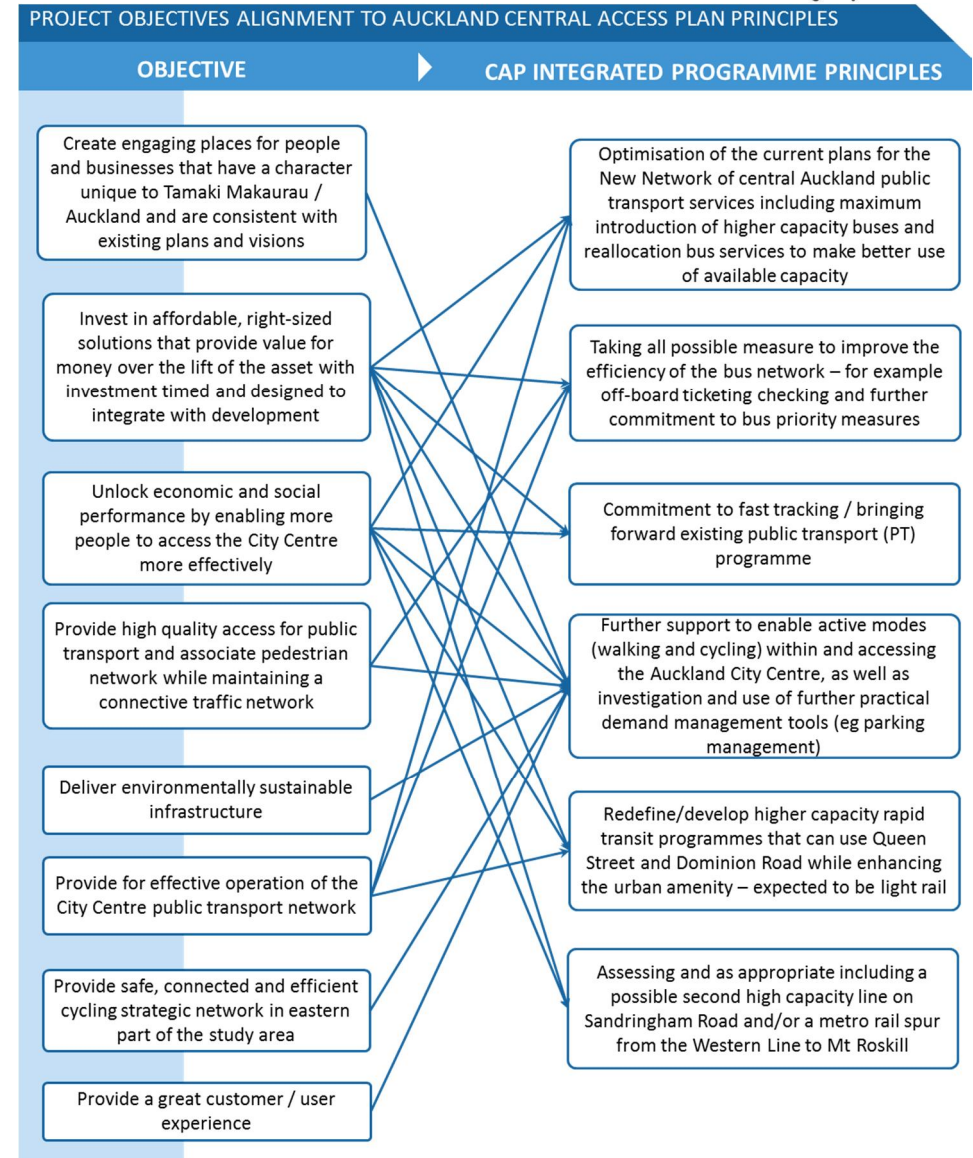 PROJECT OBJECTIVES ALIGNMENT TO AUCKLAND CENTRAL ACCESS PLAN PRINCIPLES
OBJECTIVE
CAP INTEGRATED PROGRAMME PRINCIPLES
Create engaging places for people
and businesses that have a character
unique to Tamaki Makaurau /
Auckland and are consistent with
existing plans and visions
Invest in affordable, right-sized
solutions that provide value for
money over the lift of the asset with
investment timed and designed to
integrate with development
Unlock economic and social
performance by enabling more
people to access the City Centre
more effectively
Provide high quality access for public
transport and associate pedestrian
network while maintaining a
connective traffic network
Deliver environmentally sustainable
infrastructure
Provide for effective operation of the
City Centre public transport network
Provide safe, connected and efficient
cycling strategic network in eastern
part of the study area
Provide a great customer / user
experience
Optimisation of the current plans for the
New Network of central Auckland public
transport services including maximum
introduction of higher capacity buses and
reallocation bus services to make better use
of available capacity
Taking all possible measure to improve the
efficiency of the bus network – for example
off-board ticketing checking and further
commitment to bus priority measures
Commitment to fast tracking / bringing
forward existing public transport (PT)
programme
Further support to enable active modes
(walking and cycling) within and accessing
the Auckland City Centre, as well as
investigation and use of further practical
demand management tools (eg parking
management)
Redefine/develop higher capacity rapid
transit programmes that can use Queen
Street and Dominion Road while enhancing
the urban amenity – expected to be light rail
Assessing and as appropriate including a
possible second high capacity line on
Sandringham Road and/or a metro rail spur
from the Western Line to Mt Roskill